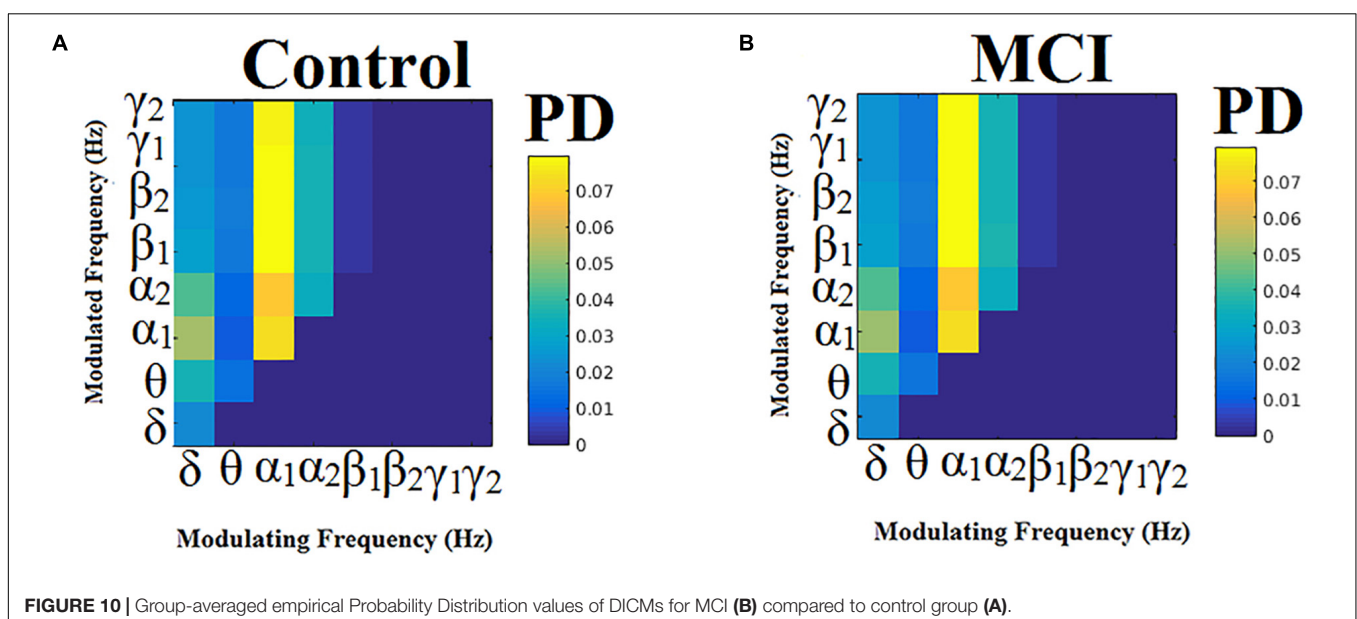 A
Control
PD
Modulated Frequency (Hz)
γ2
γ1
β2
β1
α2
α1
θ
δ
δ θ α1 α2 β1 β2 γ1 γ2
Modulating Frequency (Hz)
0.07
0.06
0.05
0.04
0.03
0.02
0.01
0
B
MCI
PD
Modulated Frequency (Hz)
γ2
γ1
β2
β1
α2
α1
θ
δ
δ θ α1 α2 β1 β2 γ1 γ2
Modulating Frequency (Hz)
0.07
0.06
0.05
0.04
0.03
0.02
0.01
0
FIGURE 10 | Group-averaged empirical Probability Distribution values of DICMs for MCI (B) compared to control group (A).